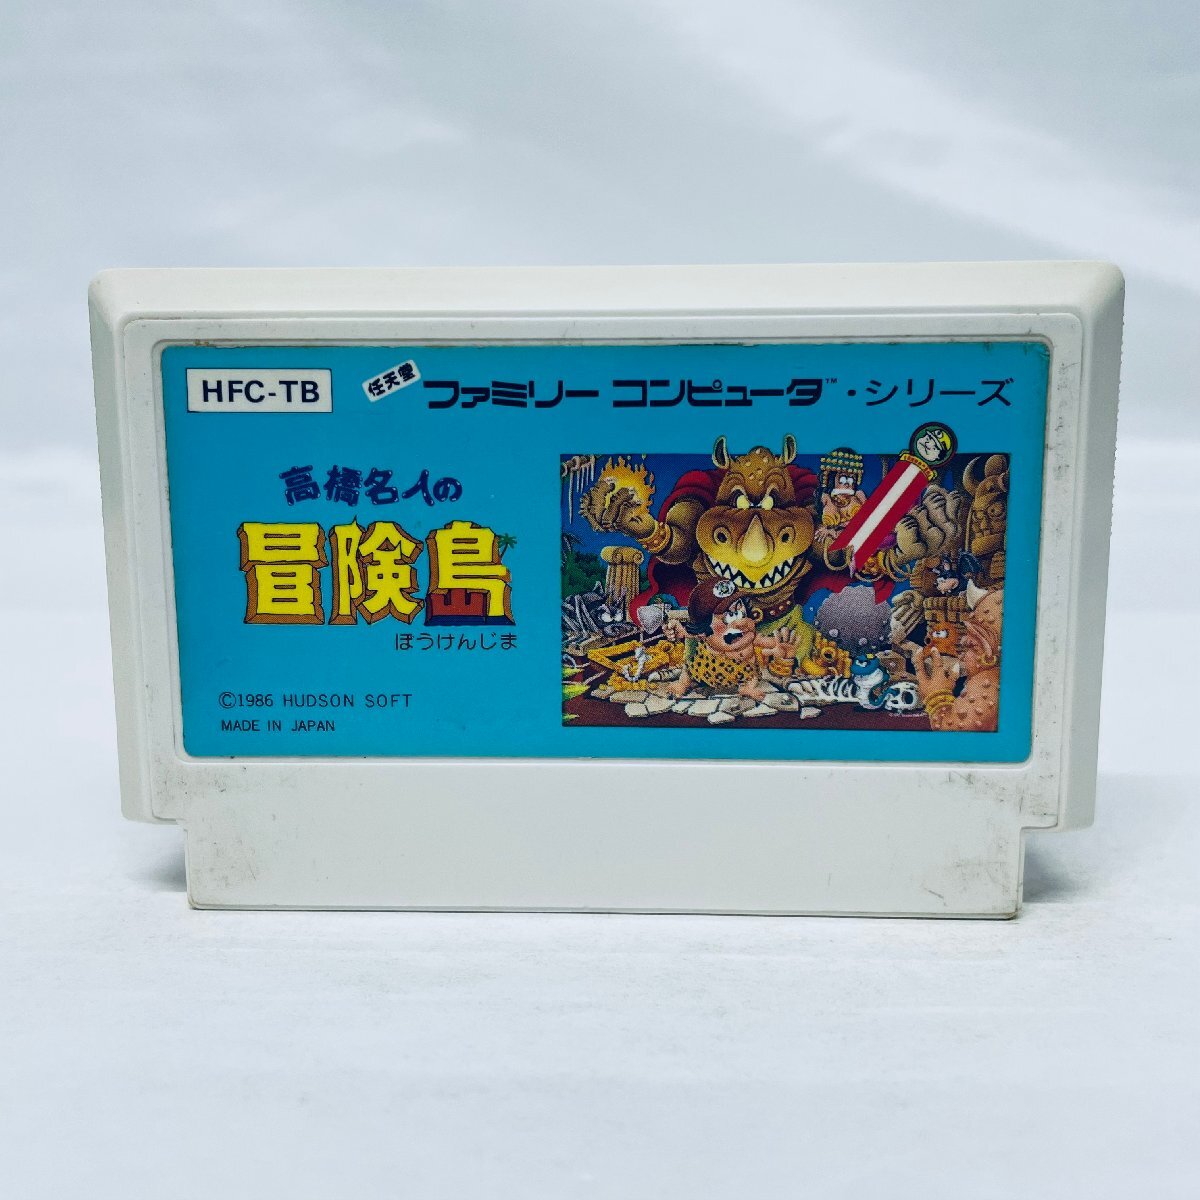 HFC-TB
任天堂 ファミリー コンピュータ™・シリーズ
高橋名人の
冒険島
ぼうけんじま
©1986 HUDSON SOFT
MADE IN JAPAN